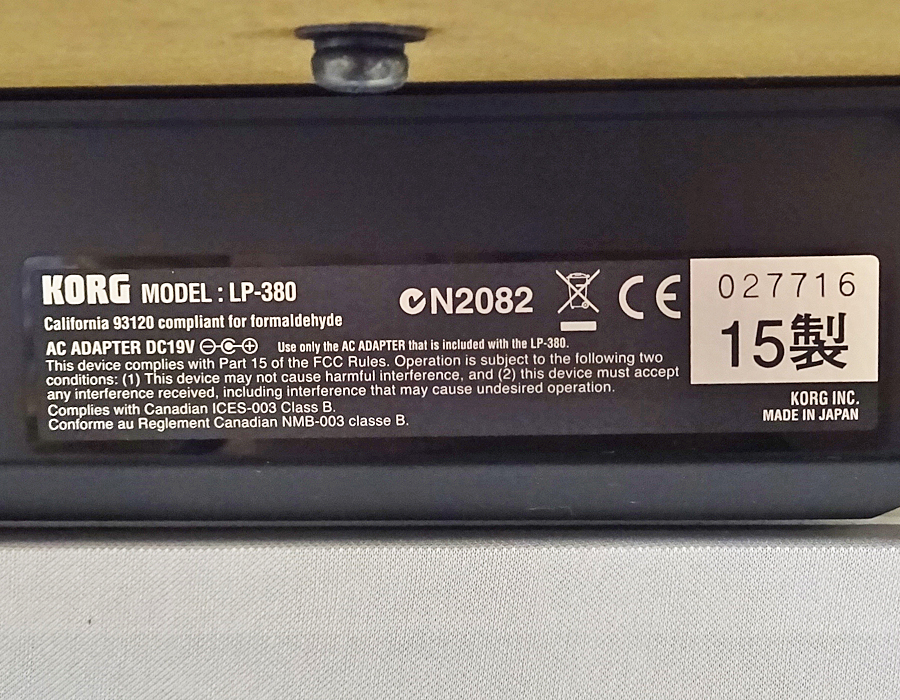 KORG MODEL : LP-380
California 93120 compliant for formaldehyde
AC ADAPTER DC19V Use only the AC ADAPTER that is included with the LP-380.
This device complies with Part 15 of the FCC Rules. Operation is subject to the following two
conditions: (1) This device may not cause harmful interference, and (2) this device must accept
any interference received, including interference that may cause undesired operation.
Complies with Canadian ICES-003 Class B.
Conforme au Reglement Canadian NMB-003 classe B.
N2082
CE
027716
15製
KORG INC.
MADE IN JAPAN